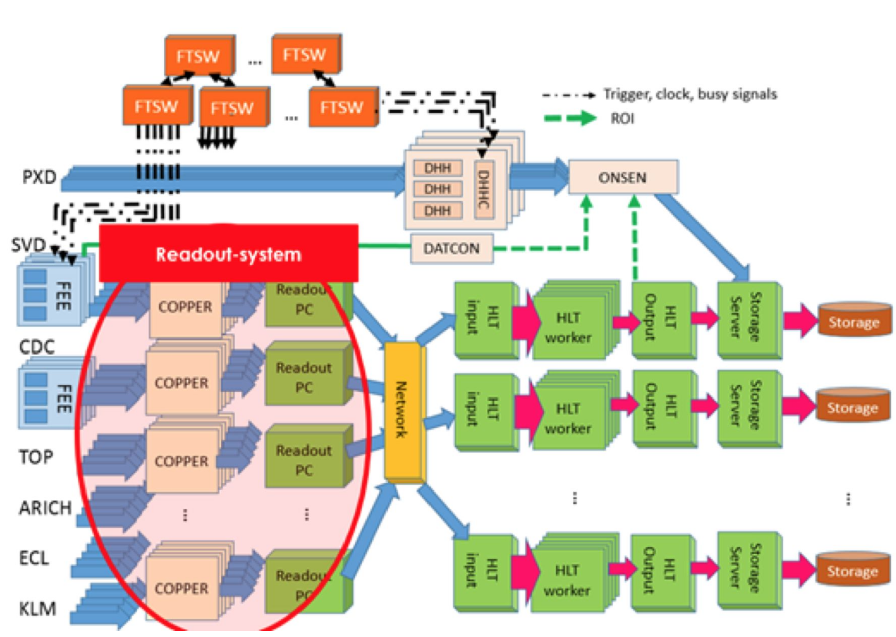 FTSW
...
FTSW
FTSW
FTSW
...
FTSW
Trigger, clock, busy signals
ROI
PXD
DHH
DHH
DHH
DHHC
ONSEN
SVD
Readout-system
DATCON
FEE
COPPER
Readout
PC
HLT
input
HLT
worker
HLT
Output
Storage
Server
Storage
CDC
FEE
COPPER
Readout
PC
Network
HLT
input
HLT
worker
HLT
Output
Storage
Server
Storage
TOP
COPPER
Readout
PC
ARICH
...
...
...
...
ECL
COPPER
Readout
PC
HLT
input
HLT
worker
HLT
Output
Storage
Server
Storage
KLM